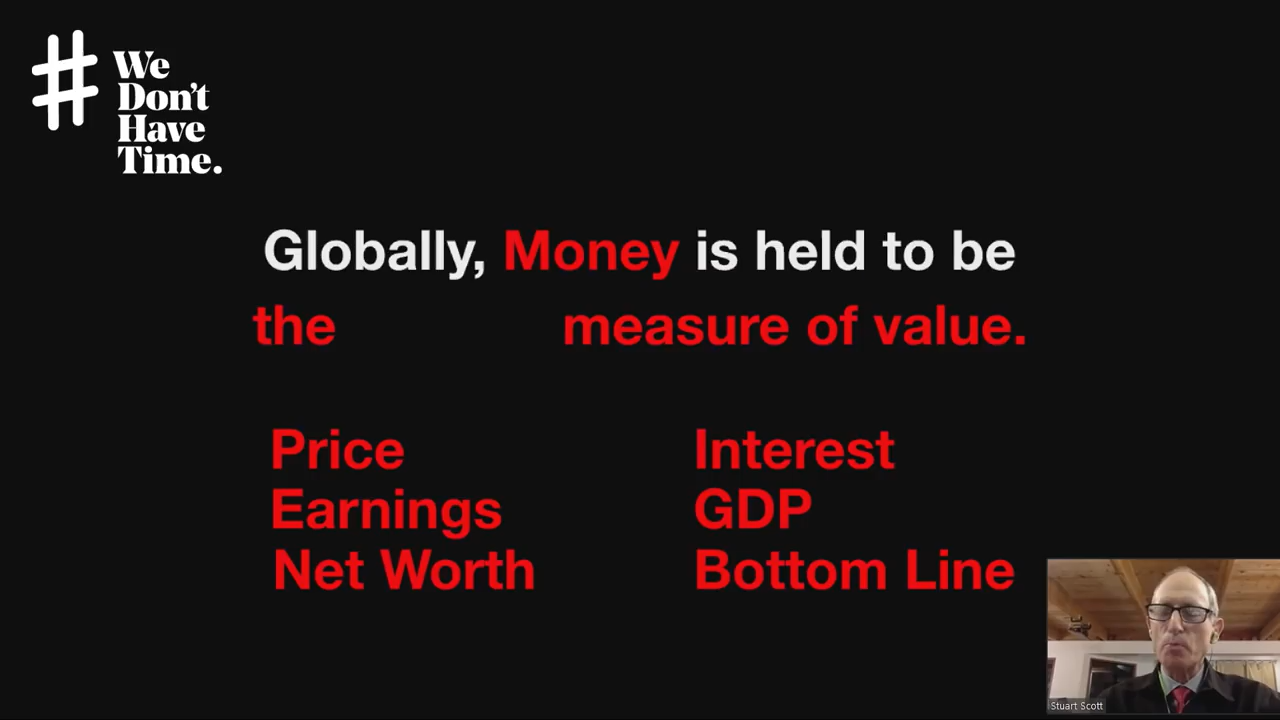 #
We
Don't
Have
Time.
Globally, Money is held to be
the measure of value.
Price
Interest
Earnings
GDP
Net Worth
Bottom Line
Stuart Scott